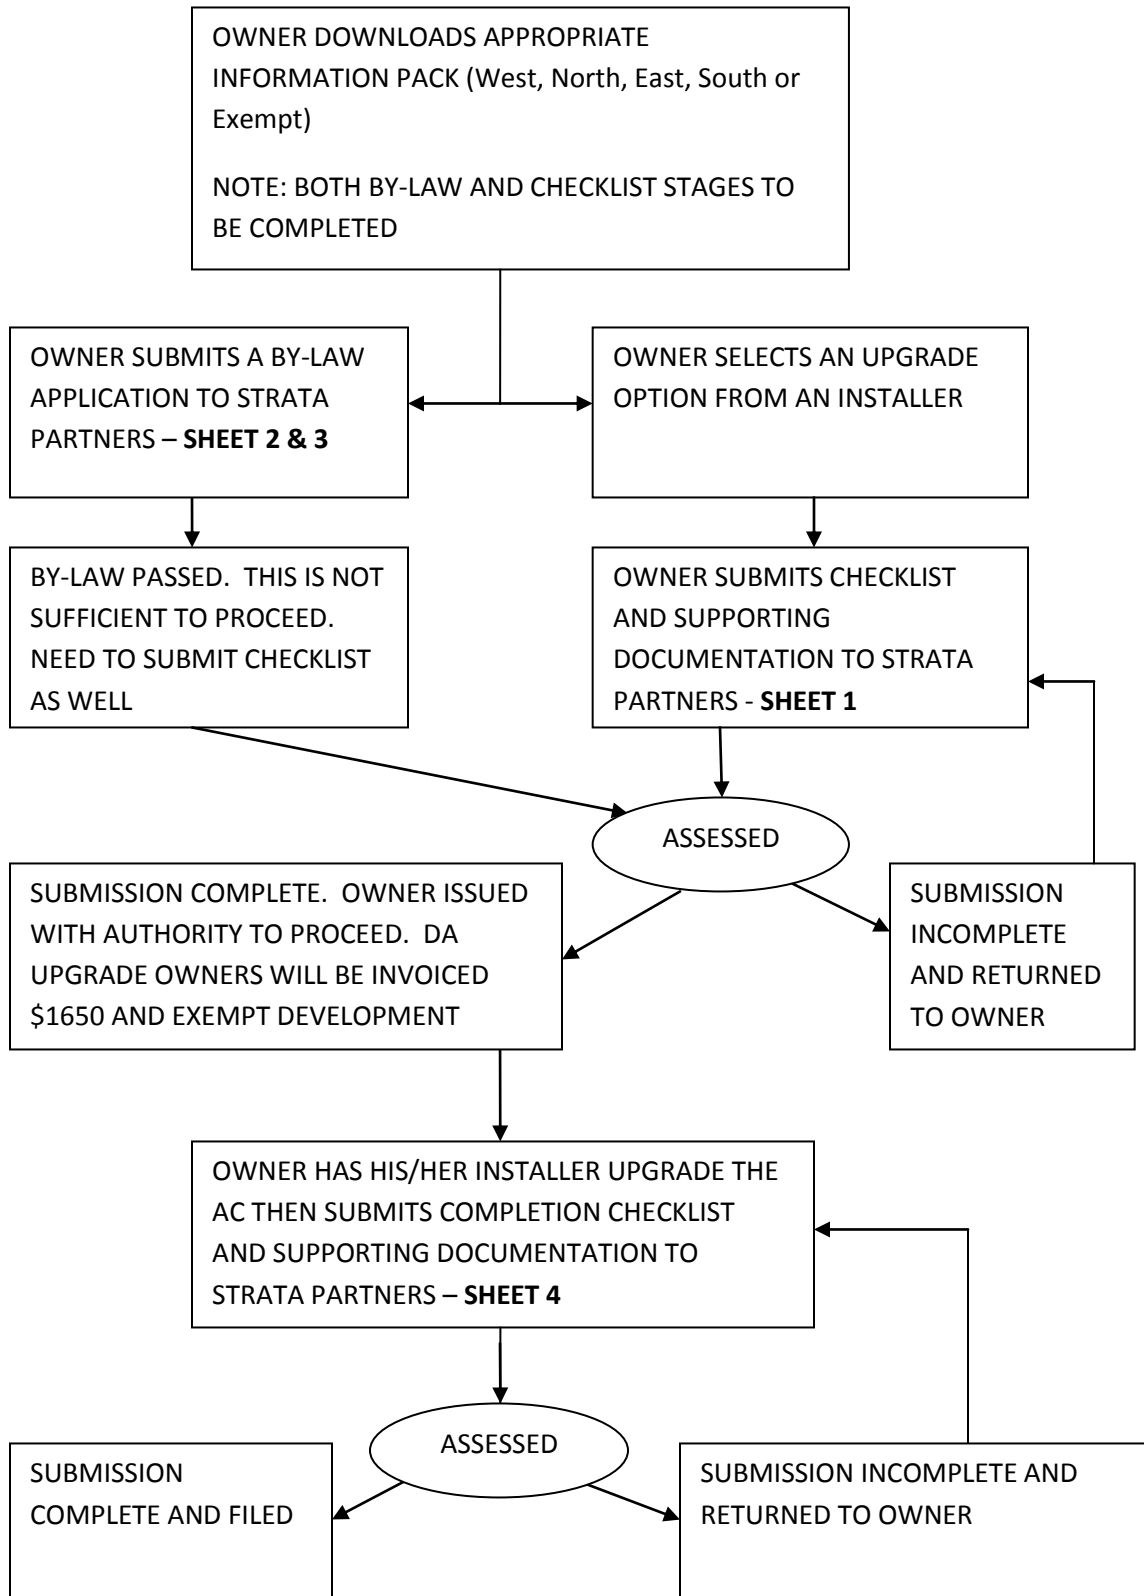 OWNER DOWNLOADS APPROPRIATE
INFORMATION PACK (West, North, East, South or
Exempt)
NOTE: BOTH BY-LAW AND CHECKLIST STAGES TO
BE COMPLETED
OWNER SUBMITS A BY-LAW
APPLICATION TO STRATA
PARTNERS – SHEET 2 & 3
OWNER SELECTS AN UPGRADE
OPTION FROM AN INSTALLER
BY-LAW PASSED.  THIS IS NOT
SUFFICIENT TO PROCEED.
NEED TO SUBMIT CHECKLIST
AS WELL
OWNER SUBMITS CHECKLIST
AND SUPPORTING
DOCUMENTATION TO STRATA
PARTNERS - SHEET 1
ASSESSED
SUBMISSION COMPLETE.  OWNER ISSUED
WITH AUTHORITY TO PROCEED.  DA
UPGRADE OWNERS WILL BE INVOICED
$1650 AND EXEMPT DEVELOPMENT
SUBMISSION
INCOMPLETE
AND RETURNED
TO OWNER
OWNER HAS HIS/HER INSTALLER UPGRADE THE
AC THEN SUBMITS COMPLETION CHECKLIST
AND SUPPORTING DOCUMENTATION TO
STRATA PARTNERS – SHEET 4
ASSESSED
SUBMISSION
COMPLETE AND FILED
SUBMISSION INCOMPLETE AND
RETURNED TO OWNER